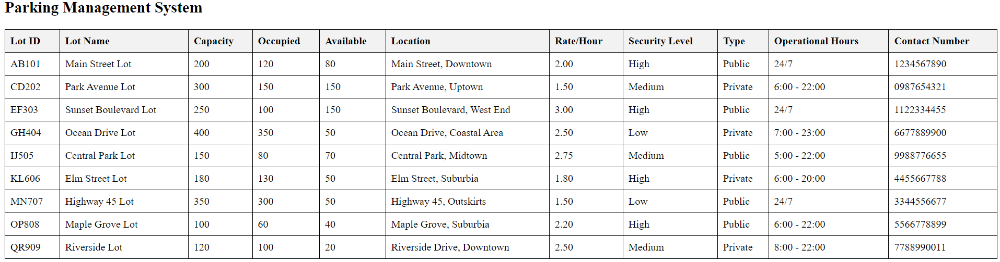 Parking Management System
Lot ID Lot Name Capacity Occupied Available Location Rate/Hour Security Level Type Operational Hours Contact Number
AB101 Main Street Lot 200 120 80 Main Street, Downtown 2.00 High Public 24/7 1234567890
CD202 Park Avenue Lot 300 150 150 Park Avenue, Uptown 1.50 Medium Private 6:00 - 22:00 0987654321
EF303 Sunset Boulevard Lot 250 100 150 Sunset Boulevard, West End 3.00 High Public 24/7 1122334455
GH404 Ocean Drive Lot 400 350 50 Ocean Drive, Coastal Area 2.50 Low Private 7:00 - 23:00 6677889900
IJ505 Central Park Lot 150 80 70 Central Park, Midtown 2.75 Medium Public 5:00 - 22:00 9988776655
KL606 Elm Street Lot 180 130 50 Elm Street, Suburbia 1.80 High Private 6:00 - 20:00 4455667788
MN707 Highway 45 Lot 350 300 50 Highway 45, Outskirts 1.50 Low Public 24/7 3344556677
OP808 Maple Grove Lot 100 60 40 Maple Grove, Suburbia 2.20 High Public 6:00 - 22:00 5566778899
QR909 Riverside Lot 120 100 20 Riverside Drive, Downtown 2.50 Medium Private 8:00 - 22:00 7788990011